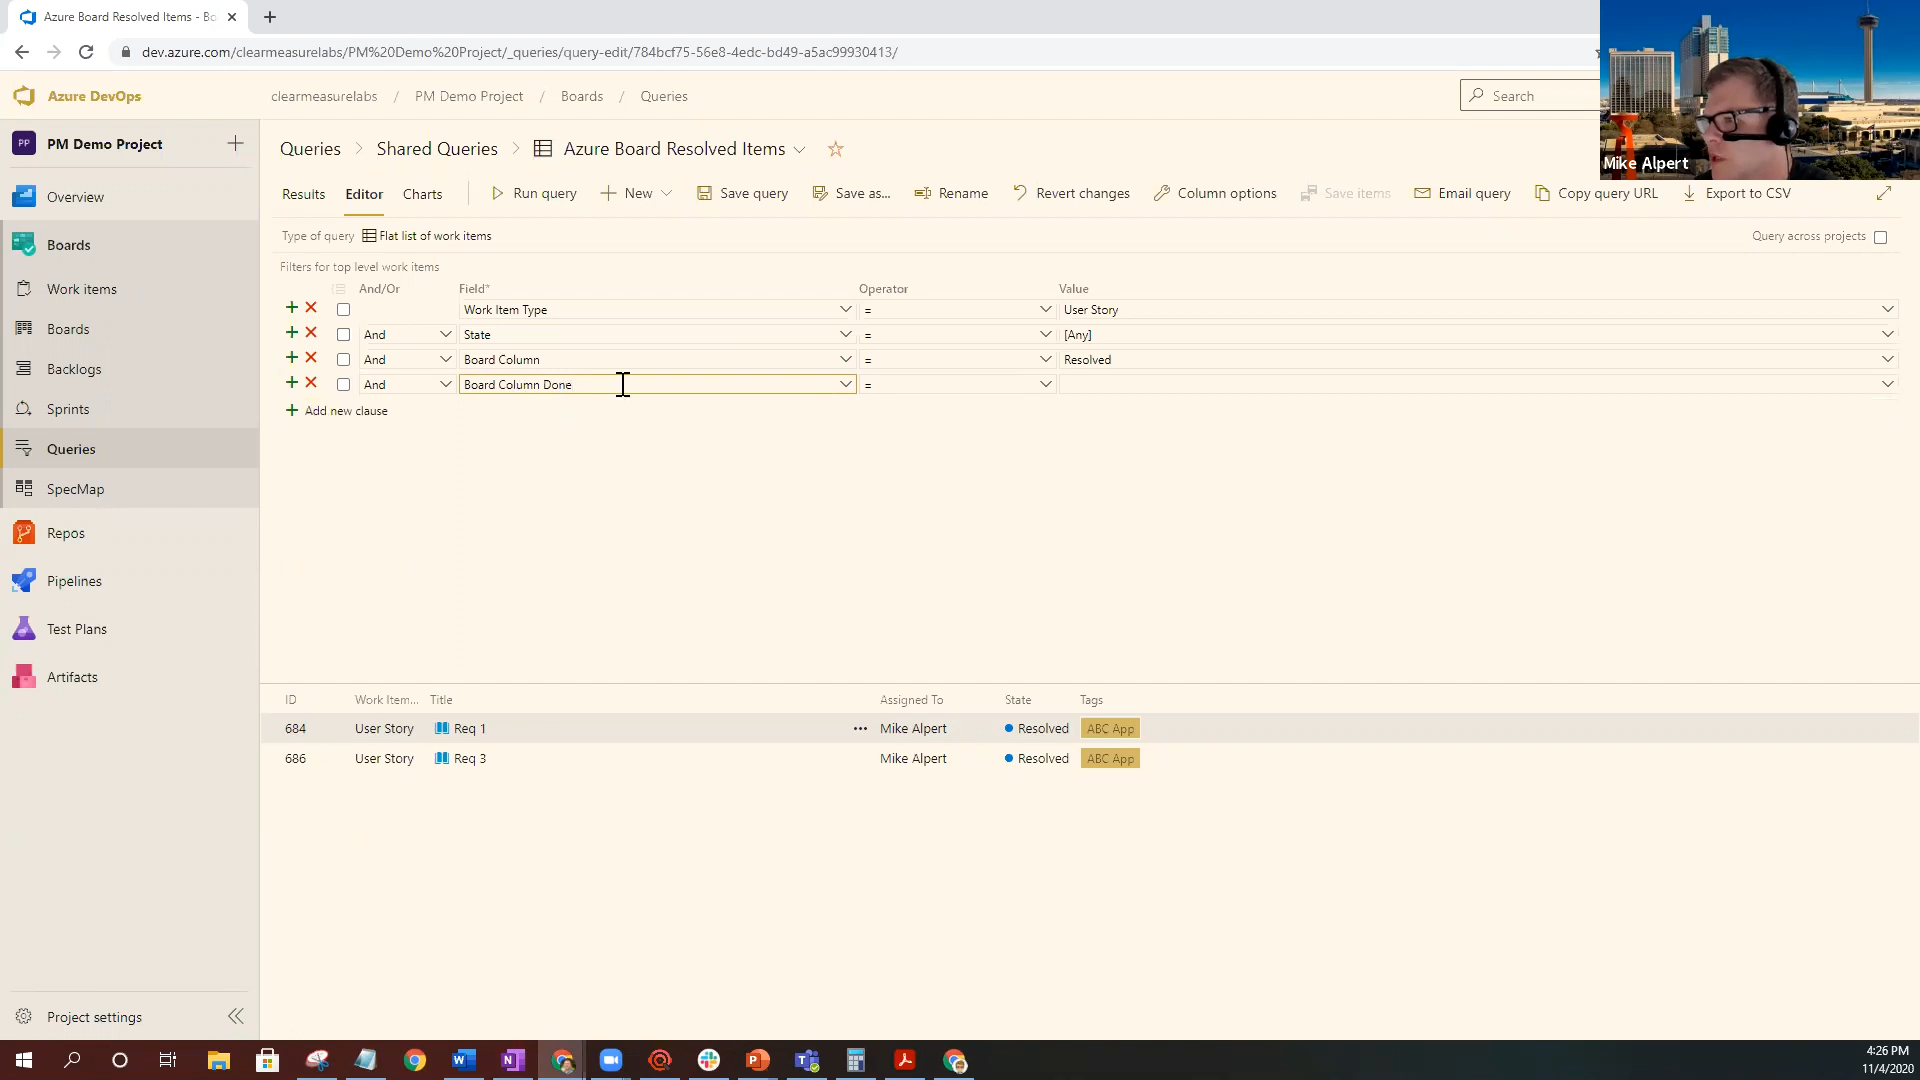 Azure Board Resolved Items - Bo
dev.azure.com/clearmeasurelabs/PM%20Demo%20Project/_queries/query-edit/784bcf75-56e8-4edc-bd49-a5ac99930413/
Azure DevOps
clearmeasurelabs / PM Demo Project / Boards / Queries
Search
Mike Alpert
PP PM Demo Project
Overview
Boards
Work items
Boards
Backlogs
Sprints
Queries
SpecMap
Repos
Pipelines
Test Plans
Artifacts
Project settings
Queries > Shared Queries > Azure Board Resolved Items
Results Editor Charts Run query New Save query Save as... Rename Revert changes Column options Save items Email query Copy query URL Export to CSV
Type of query Flat list of work items Query across projects
Filters for top level work items
And/Or Field* Operator Value
Work Item Type = User Story
And State = [Any]
And Board Column = Resolved
And Board Column Done =
Add new clause
ID Work Item... Title Assigned To State Tags
684 User Story Req 1 ... Mike Alpert Resolved ABC App
686 User Story Req 3 Mike Alpert Resolved ABC App
4:26 PM
11/4/2020